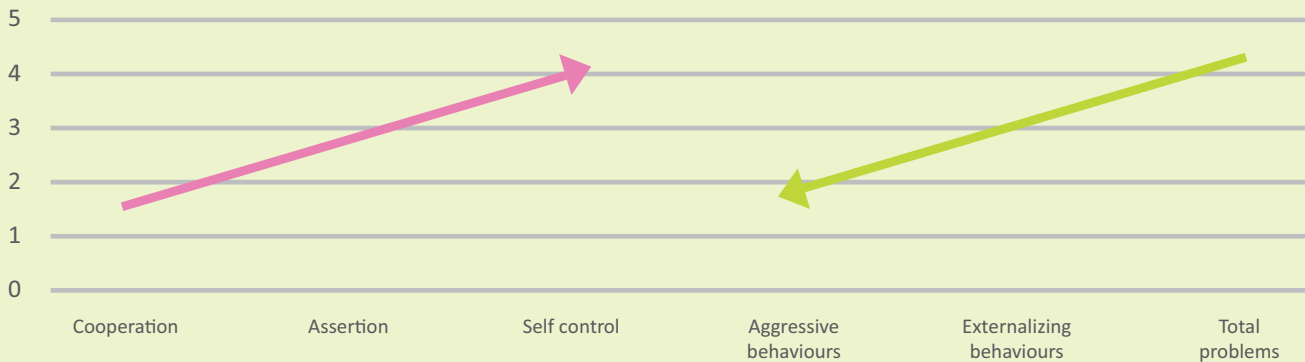 5
4
3
2
1
0
Cooperation
Assertion
Self control
Aggressive
behaviours
Externalizing
behaviours
Total
problems